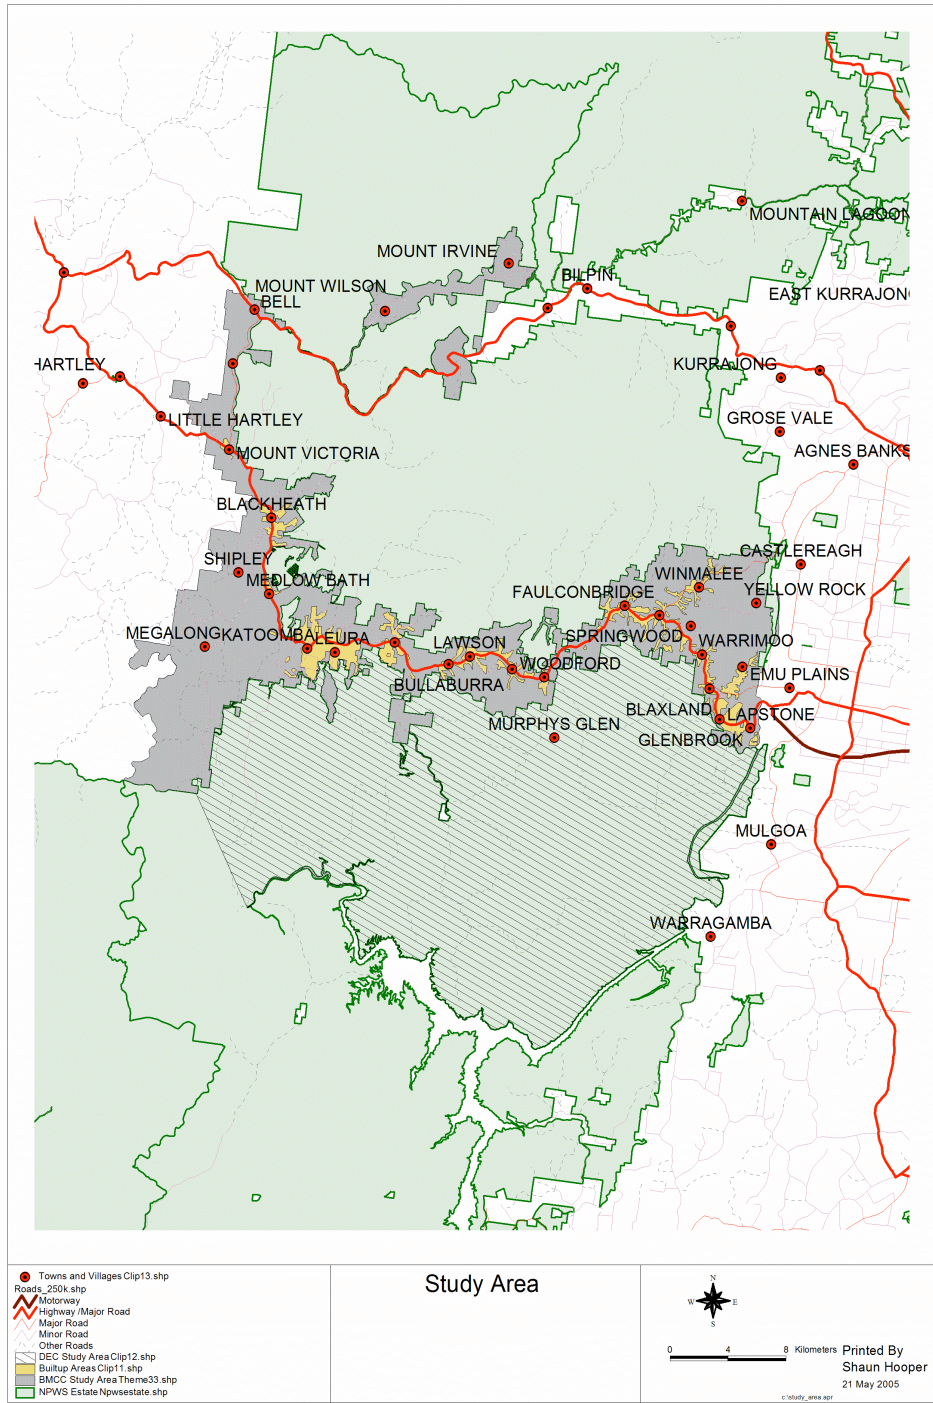 MOUNTAIN LAGOON
MOUNT IRVINE
BILPIN
MOUNT WILSON
BELL
EAST KURRAJONG
HARTLEY
KURRAJONG
LITTLE HARTLEY
GROSE VALE
MOUNT VICTORIA
AGNES BANKS
BLACKHEATH
CASTLEREAGH
SHIPLEY
MEDLOW BATH
WINMALEE
YELLOW ROCK
FAULCONBRIDGE
MEGALONG
KATOOMBA
LEURA
LAWSON
SPRINGWOOD
WARRIMOO
WOODFORD
EMU PLAINS
BULLABURRA
BLAXLAND
LAPSTONE
MURPHYS GLEN
GLENBROOK
MULGOA
WARRAGAMBA
Towns and Villages Clip13.shp
Roads_250k.shp
Motorway
Highway /Major Road
Major Road
Minor Road
Other Roads
DEC Study Area Clip12.shp
Builtup Areas Clip11.shp
BMCC Study Area Theme33.shp
NPWS Estate Npwsestate.shp
Study Area
N
W E
S
0 4 8 Kilometers
Printed By
Shaun Hooper
21 May 2005
c:\study_area.apr